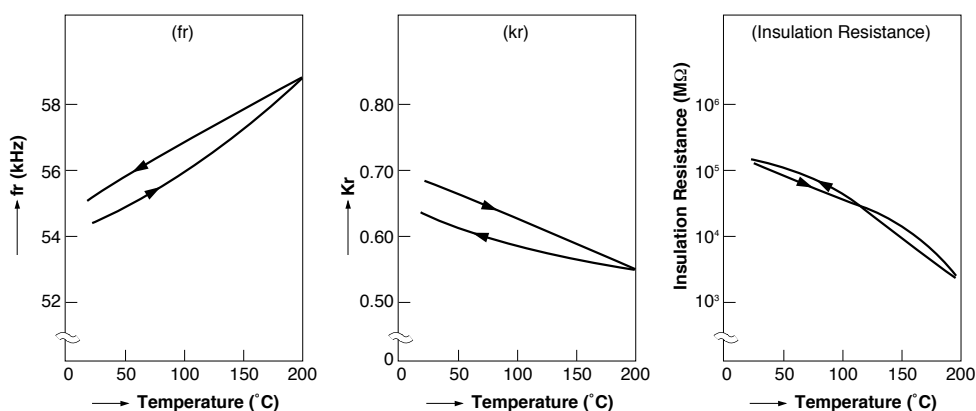 (fr)
58
56
54
52
fr (kHz)
0 50 100 150 200
Temperature (˚C)
(kr)
0.80
0.70
0.60
0.50
0
Kr
0 50 100 150 200
Temperature (˚C)
(Insulation Resistance)
10⁶
10⁵
10⁴
10³
Insulation Resistance (MΩ)
0 50 100 150 200
Temperature (˚C)